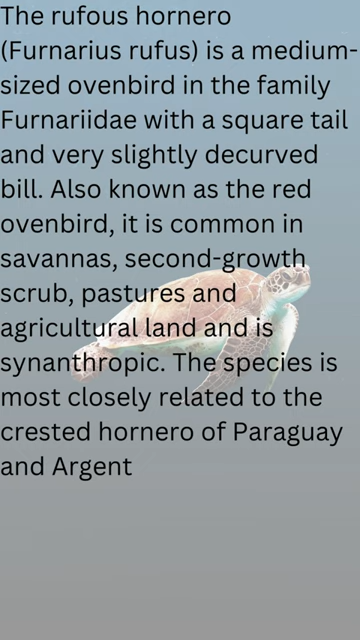 The rufous hornero
(Furnarius rufus) is a medium-
sized ovenbird in the family
Furnariidae with a square tail
and very slightly decurved
bill. Also known as the red
ovenbird, it is common in
savannas, second-growth
scrub, pastures and
agricultural land and is
synanthropic. The species is
most closely related to the
crested hornero of Paraguay
and Argent